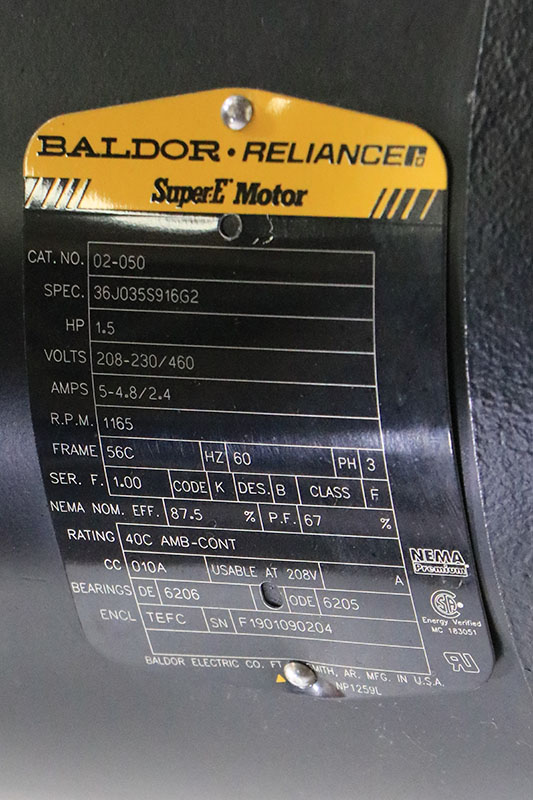 BALDOR • RELIANCE
Super-E Motor
CAT. NO. 02-050
SPEC. 36J035S916G2
HP 1.5
VOLTS 208-230/460
AMPS 5-4.8/2.4
R.P.M. 1165
FRAME 56C HZ 60 PH 3
SER. F. 1.00 CODE K DES. B CLASS F
NEMA NOM. EFF. 87.5 % P.F. 67 %
RATING 40C AMB-CONT
NEMA
Premium
CC 010A USABLE AT 208V A
BEARINGS DE 6206 ODE 6205
Energy Verified
MC 183051
ENCL TEFC SN F1901090204
BALDOR ELECTRIC CO. AR. MFG. IN U.S.A.
NP1259L